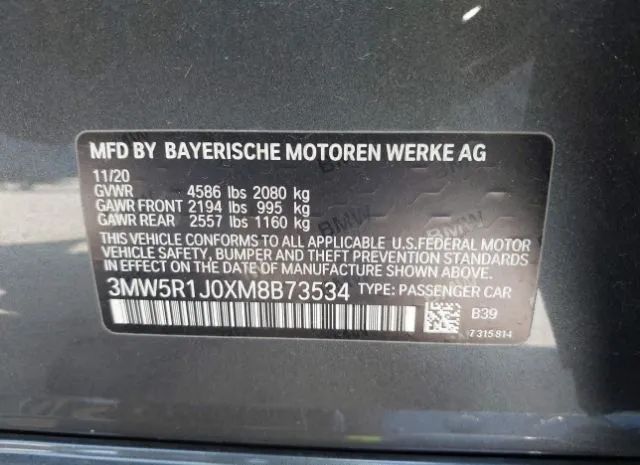 MFD BY BAYERISCHE MOTOREN WERKE AG
11/20
GVWR 4586 lbs 2080 kg
GAWR FRONT 2194 lbs 995 kg
GAWR REAR 2557 lbs 1160 kg
THIS VEHICLE CONFORMS TO ALL APPLICABLE U.S.FEDERAL MOTOR
VEHICLE SAFETY, BUMPER AND THEFT PREVENTION STANDARDS
IN EFFECT ON THE DATE OF MANUFACTURE SHOWN ABOVE.
3MW5R1J0XM8B73534 TYPE: PASSENGER CAR
B39
7315814